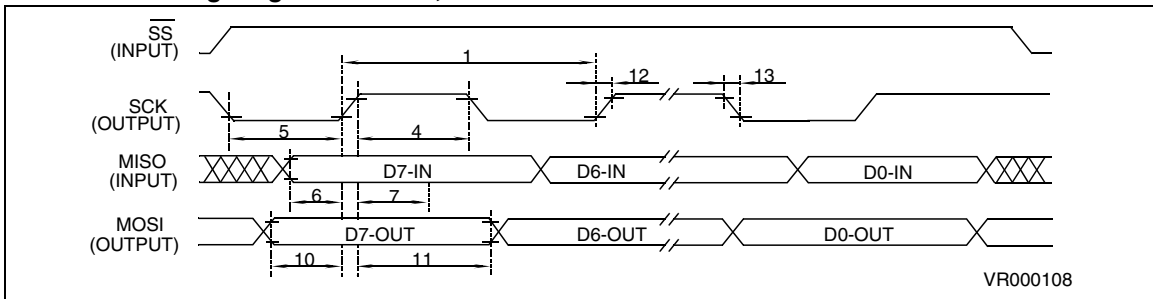 SS
(INPUT)
1
12
13
SCK
(OUTPUT)
5
4
MISO
(INPUT)
D7-IN
D6-IN
D0-IN
6
7
MOSI
(OUTPUT)
D7-OUT
D6-OUT
D0-OUT
10
11
VR000108